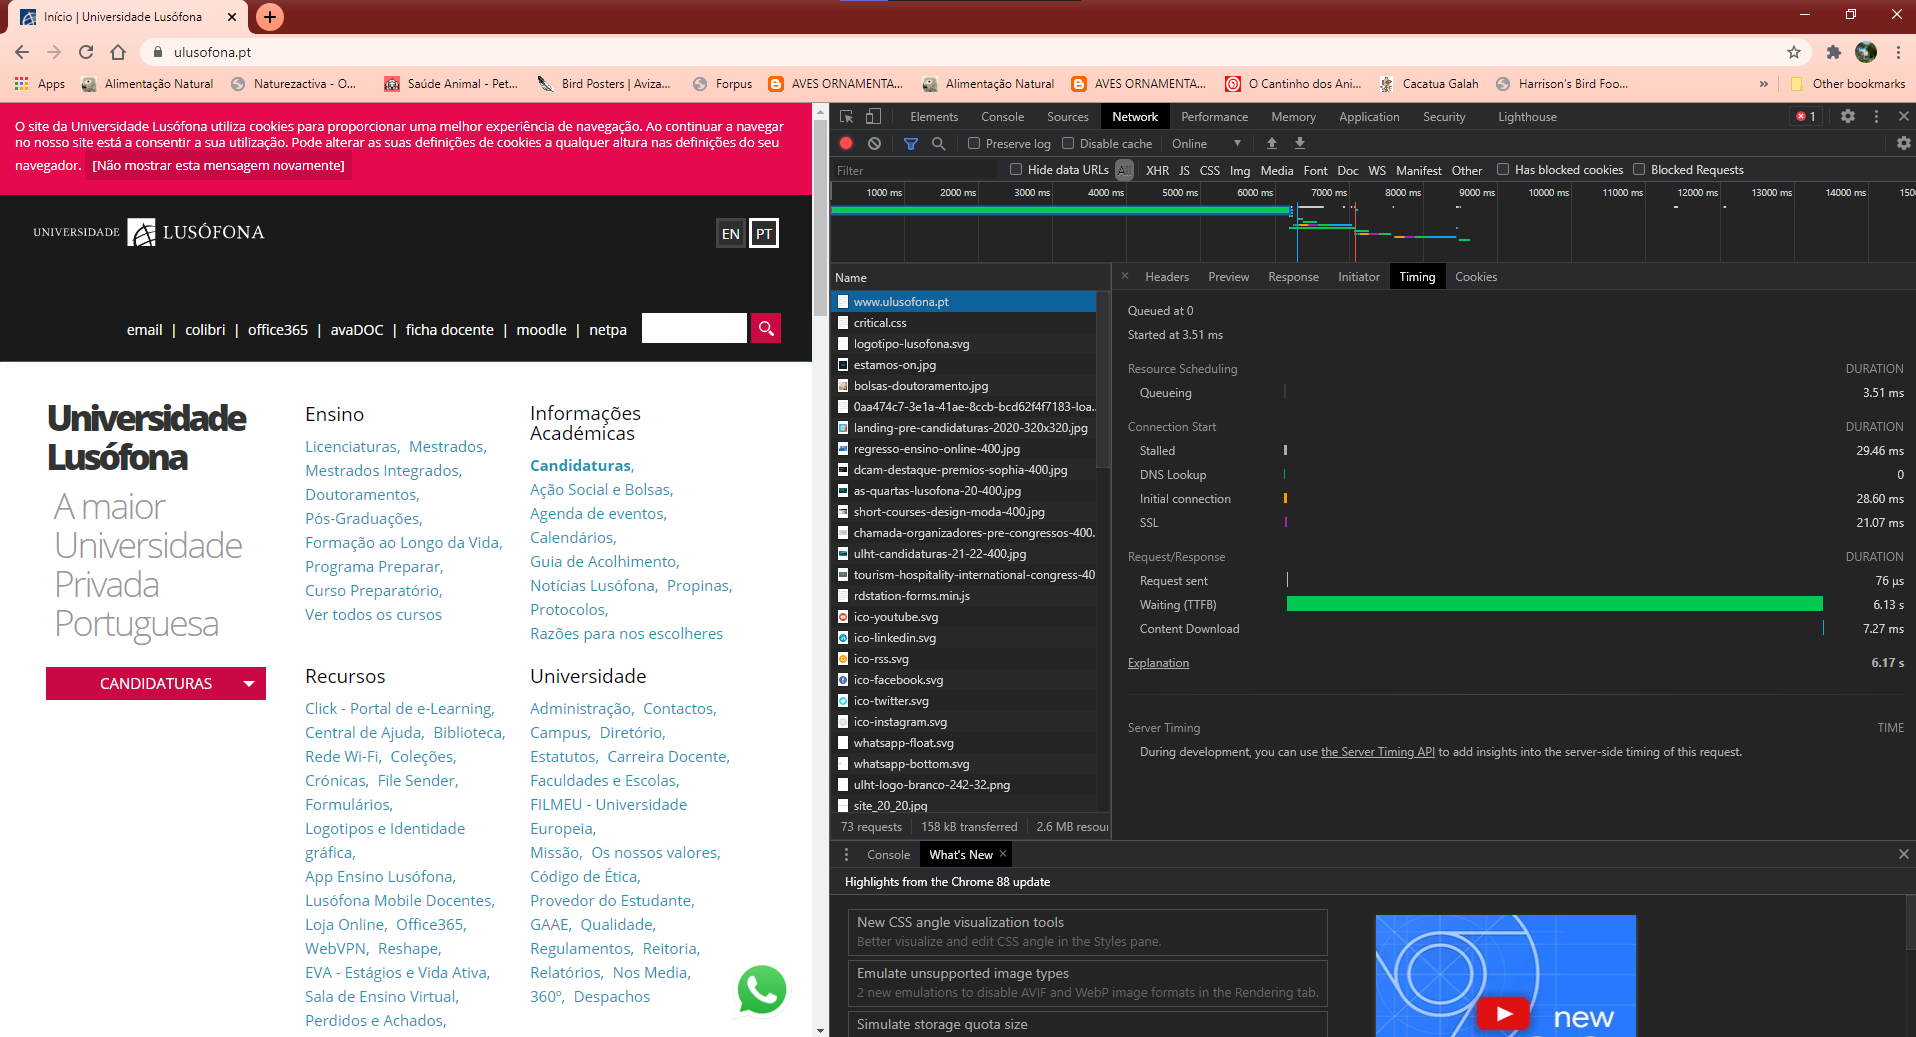 Início | Universidade Lusófona
ulusofona.pt
Apps
Alimentação Natural
Naturezactiva - O...
Saúde Animal - Pet...
Bird Posters | Aviza...
Forpus
AVES ORNAMENTA...
Alimentação Natural
AVES ORNAMENTA...
O Cantinho dos Ani...
Cacatua Galah
Harrison's Bird Foo...
»
Other bookmarks
O site da Universidade Lusófona utiliza cookies para proporcionar uma melhor experiência de navegação. Ao continuar a navegar
no nosso site está a consentir a sua utilização. Pode alterar as suas definições de cookies a qualquer altura nas definições do seu
navegador. [Não mostrar esta mensagem novamente]
UNIVERSIDADE LUSÓFONA
EN PT
email | colibri | office365 | avaDOC | ficha docente | moodle | netpa
Universidade
Lusófona
A maior
Universidade
Privada
Portuguesa
CANDIDATURAS
Ensino
Licenciaturas, Mestrados,
Mestrados Integrados,
Doutoramentos,
Pós-Graduações,
Formação ao Longo da Vida,
Programa Preparar,
Curso Preparatório,
Ver todos os cursos
Informações
Académicas
Candidaturas,
Ação Social e Bolsas,
Agenda de eventos,
Calendários,
Guia de Acolhimento,
Notícias Lusófona, Propinas,
Protocolos,
Razões para nos escolheres
Recursos
Click - Portal de e-Learning,
Central de Ajuda, Biblioteca,
Rede Wi-Fi, Coleções,
Crónicas, File Sender,
Formulários,
Logotipos e Identidade
gráfica,
App Ensino Lusófona,
Lusófona Mobile Docentes,
Loja Online, Office365,
WebVPN, Reshape,
EVA - Estágios e Vida Ativa,
Sala de Ensino Virtual,
Perdidos e Achados,
Universidade
Administração, Contactos,
Campus, Diretório,
Estatutos, Carreira Docente,
Faculdades e Escolas,
FILMEU - Universidade
Europeia,
Missão, Os nossos valores,
Código de Ética,
Provedor do Estudante,
GAAE, Qualidade,
Regulamentos, Reitoria,
Relatórios, Nos Media,
360º, Despachos
Elements Console Sources Network Performance Memory Application Security Lighthouse 1
Preserve log Disable cache Online
Filter Hide data URLs All XHR JS CSS Img Media Font Doc WS Manifest Other Has blocked cookies Blocked Requests
1000 ms 2000 ms 3000 ms 4000 ms 5000 ms 6000 ms 7000 ms 8000 ms 9000 ms 10000 ms 11000 ms 12000 ms 13000 ms 14000 ms 150
Name
www.ulusofona.pt
critical.css
logotipo-lusofona.svg
estamos-on.jpg
bolsas-doutoramento.jpg
0aa474c7-3e1a-41ae-8ccb-bcd62f4f7183-loa...
landing-pre-candidaturas-2020-320x320.jpg
regresso-ensino-online-400.jpg
dcam-destaque-premios-sophia-400.jpg
as-quartas-lusofona-20-400.jpg
short-courses-design-moda-400.jpg
chamada-organizadores-pre-congressos-400.
ulht-candidaturas-21-22-400.jpg
tourism-hospitality-international-congress-40
rdstation-forms.min.js
ico-youtube.svg
ico-linkedin.svg
ico-rss.svg
ico-facebook.svg
ico-twitter.svg
ico-instagram.svg
whatsapp-float.svg
whatsapp-bottom.svg
ulht-logo-branco-242-32.png
site_20_20.jpg
73 requests 158 kB transferred 2.6 MB resou
Headers Preview Response Initiator Timing Cookies
Queued at 0
Started at 3.51 ms
Resource Scheduling DURATION
Queueing 3.51 ms
Connection Start DURATION
Stalled 29.46 ms
DNS Lookup 0
Initial connection 28.60 ms
SSL 21.07 ms
Request/Response DURATION
Request sent 76 µs
Waiting (TTFB) 6.13 s
Content Download 7.27 ms
Explanation 6.17 s
Server Timing TIME
During development, you can use the Server Timing API to add insights into the server-side timing of this request.
Console What's New
Highlights from the Chrome 88 update
New CSS angle visualization tools
Better visualize and edit CSS angle in the Styles pane.
Emulate unsupported image types
2 new emulations to disable AVIF and WebP image formats in the Rendering tab.
Simulate storage quota size
new